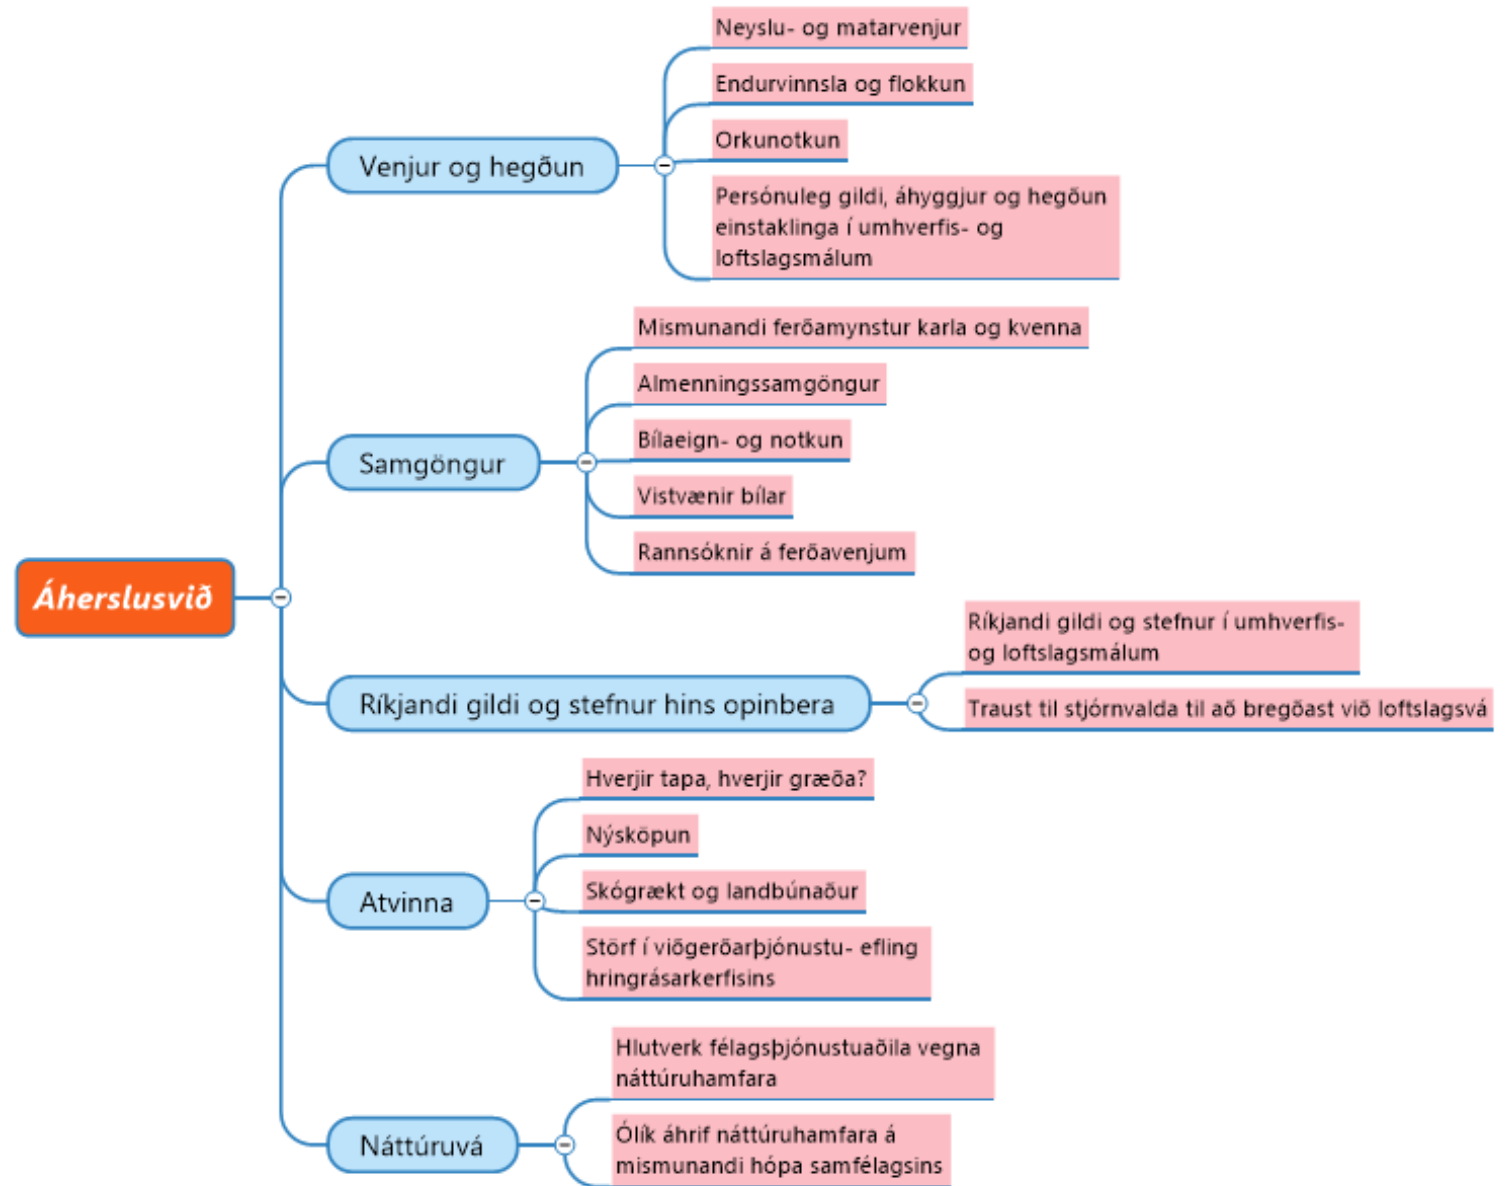 Áherslusvið
Venjur og hegðun
Neyslu- og matarvenjur
Endurvinnsla og flokkun
Orkunotkun
Persónuleg gildi, áhyggjur og hegðun
einstaklinga í umhverfis- og
loftslagsmálum
Samgöngur
Mismunandi ferðamynstur karla og kvenna
Almenningssamgöngur
Bílaeign- og notkun
Vistvænir bílar
Rannsóknir á ferðavenjum
Ríkjandi gildi og stefnur hins opinbera
Ríkjandi gildi og stefnur í umhverfis-
og loftslagsmálum
Traust til stjórnvalda til að bregðast við loftslagsvá
Atvinna
Hverjir tapa, hverjir græða?
Nýsköpun
Skógrækt og landbúnaður
Störf í viðgerðarþjónustu- efling
hringrásarkerfisins
Náttúruvá
Hlutverk félagsþjónustuaðila vegna
náttúruhamfara
Ólík áhrif náttúruhamfara á
mismunandi hópa samfélagsins